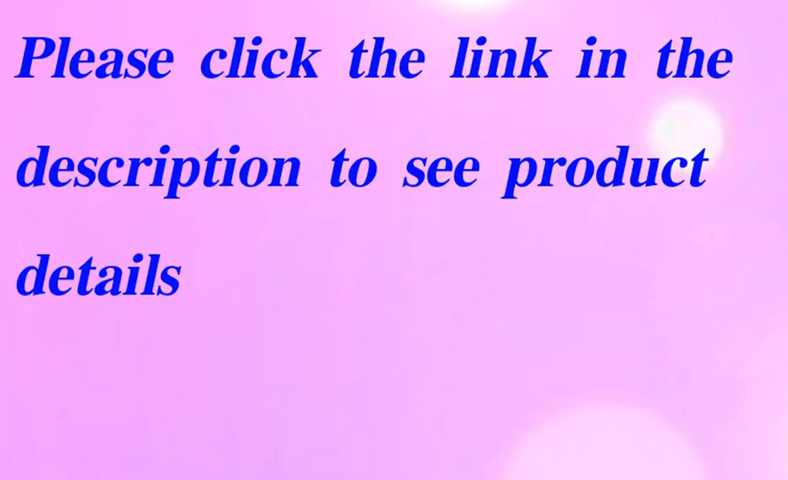 Please click the link in the
description to see product
details